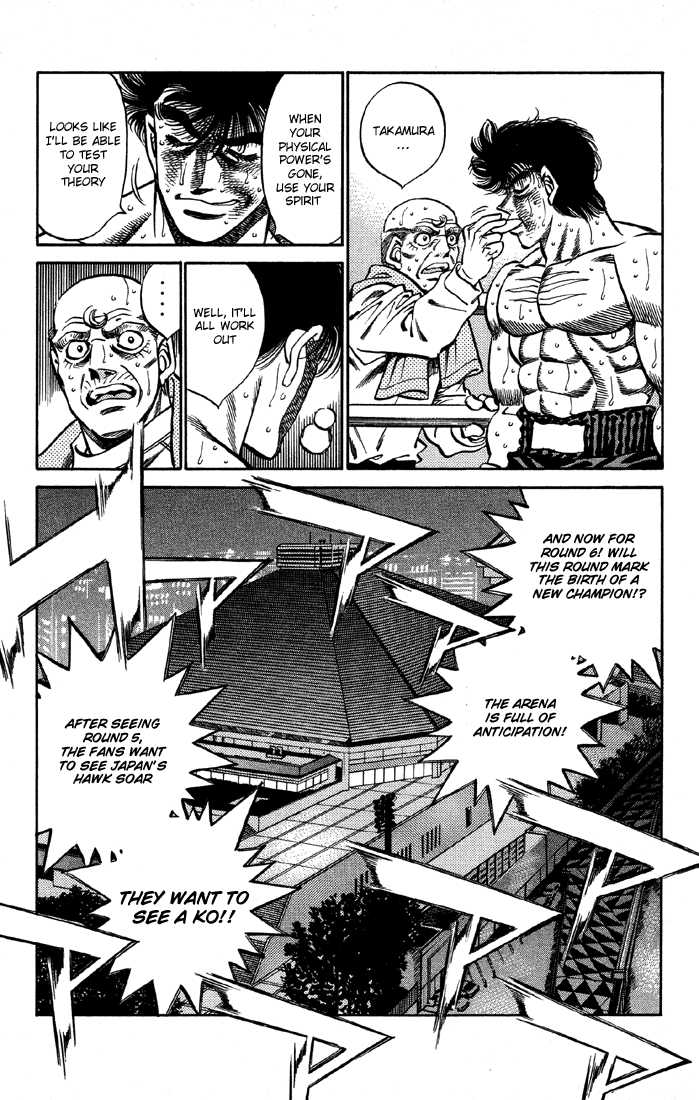 TAKAMURA
...
WHEN
YOUR
PHYSICAL
POWER'S
GONE,
USE YOUR
SPIRIT
LOOKS LIKE
I'LL BE ABLE
TO TEST
YOUR
THEORY
WELL, IT'LL
ALL WORK
OUT
....
AND NOW FOR
ROUND 6! WILL
THIS ROUND MARK
THE BIRTH OF A
NEW CHAMPION!?
THE ARENA
IS FULL OF
ANTICIPATION!
AFTER SEEING
ROUND 5,
THE FANS WANT
TO SEE JAPAN'S
HAWK SOAR
THEY WANT TO
SEE A KO!!